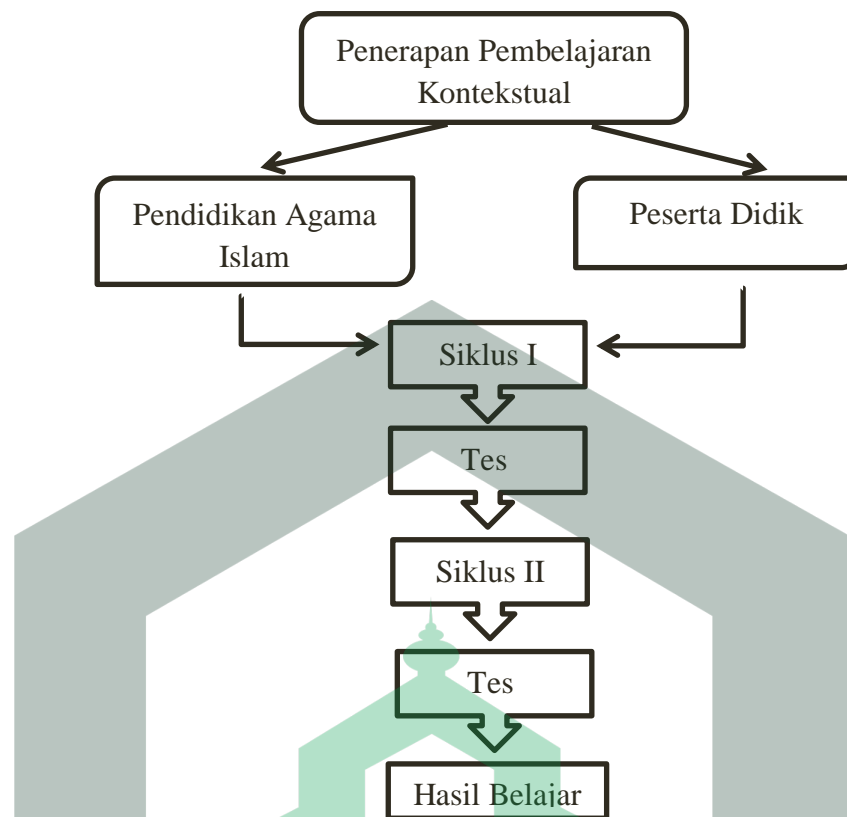 Penerapan Pembelajaran
Kontekstual
Pendidikan Agama
Islam
Peserta Didik
Siklus I
Tes
Siklus II
Tes
Hasil Belajar